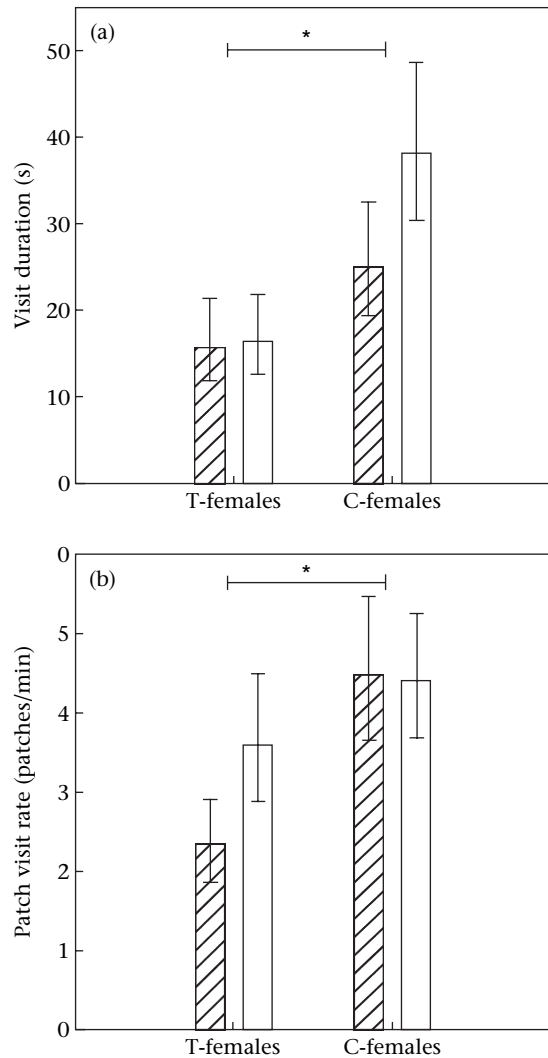 (a)
*
50
40
30
20
10
0
Visit duration (s)
T-females
C-females
(b)
*
0
5
4
3
2
1
0
Patch visit rate (patches/min)
T-females
C-females